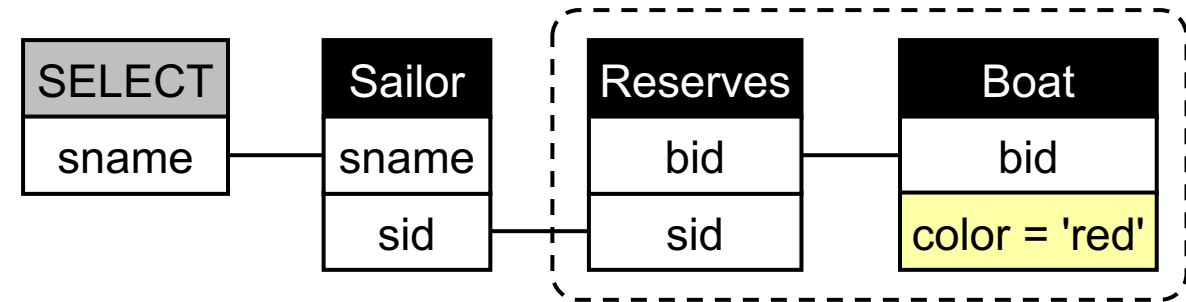 SELECT
sname
Sailor
sname
sid
Reserves
bid
sid
Boat
bid
color = 'red'